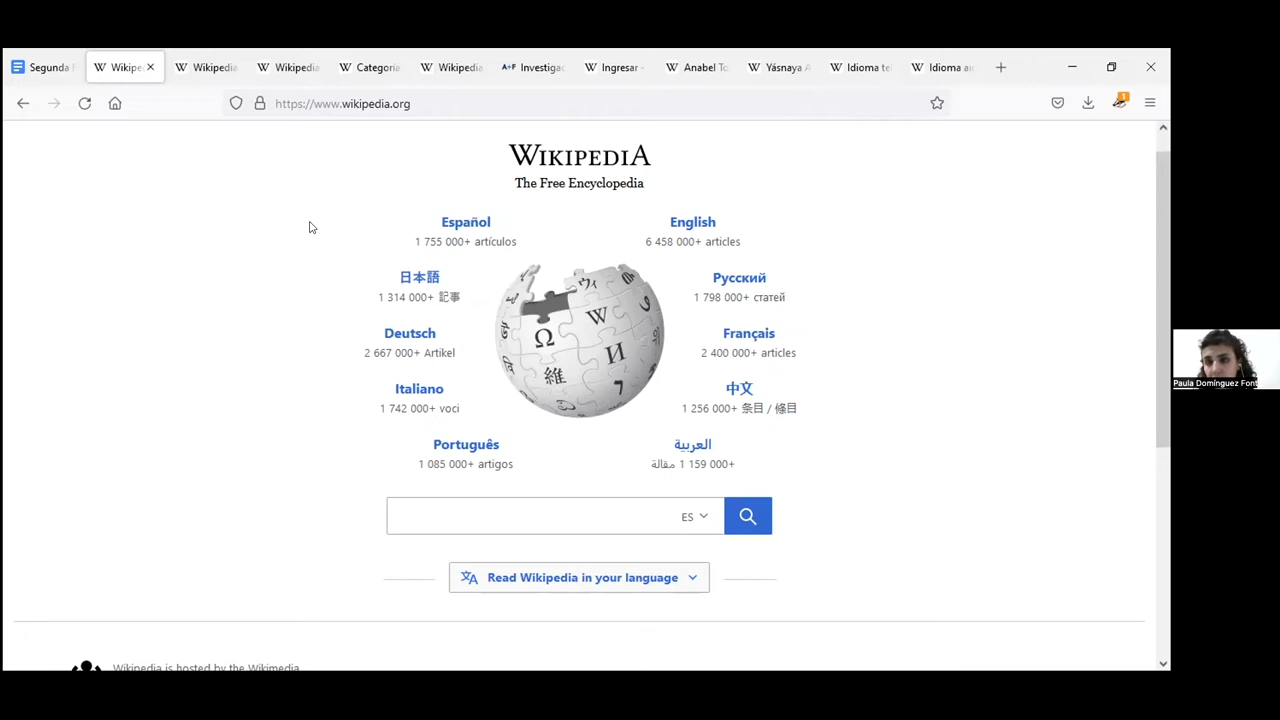 Segunda
Wikipe
Wikipedia
Wikipedia
Categoría
Wikipedia
A+F Investigac
Ingresar -
Anabel To
Yásnaya A
Idioma te
Idioma
https://www.wikipedia.org
1
WIKIPEDIA
The Free Encyclopedia
Español
1 755 000+ artículos
English
6 458 000+ articles
日本語
1 314 000+ 記事
Русский
1 798 000+ статей
Deutsch
2 667 000+ Artikel
Français
2 400 000+ articles
Italiano
1 742 000+ voci
中文
1 256 000+ 条目 / 條目
Português
1 085 000+ artigos
العربية
1 159 000+ مقالة
Ω
W
И
維
ウィ
ES
Read Wikipedia in your language
Wikipedia is hosted by the Wikimedia
Paula Domínguez Font